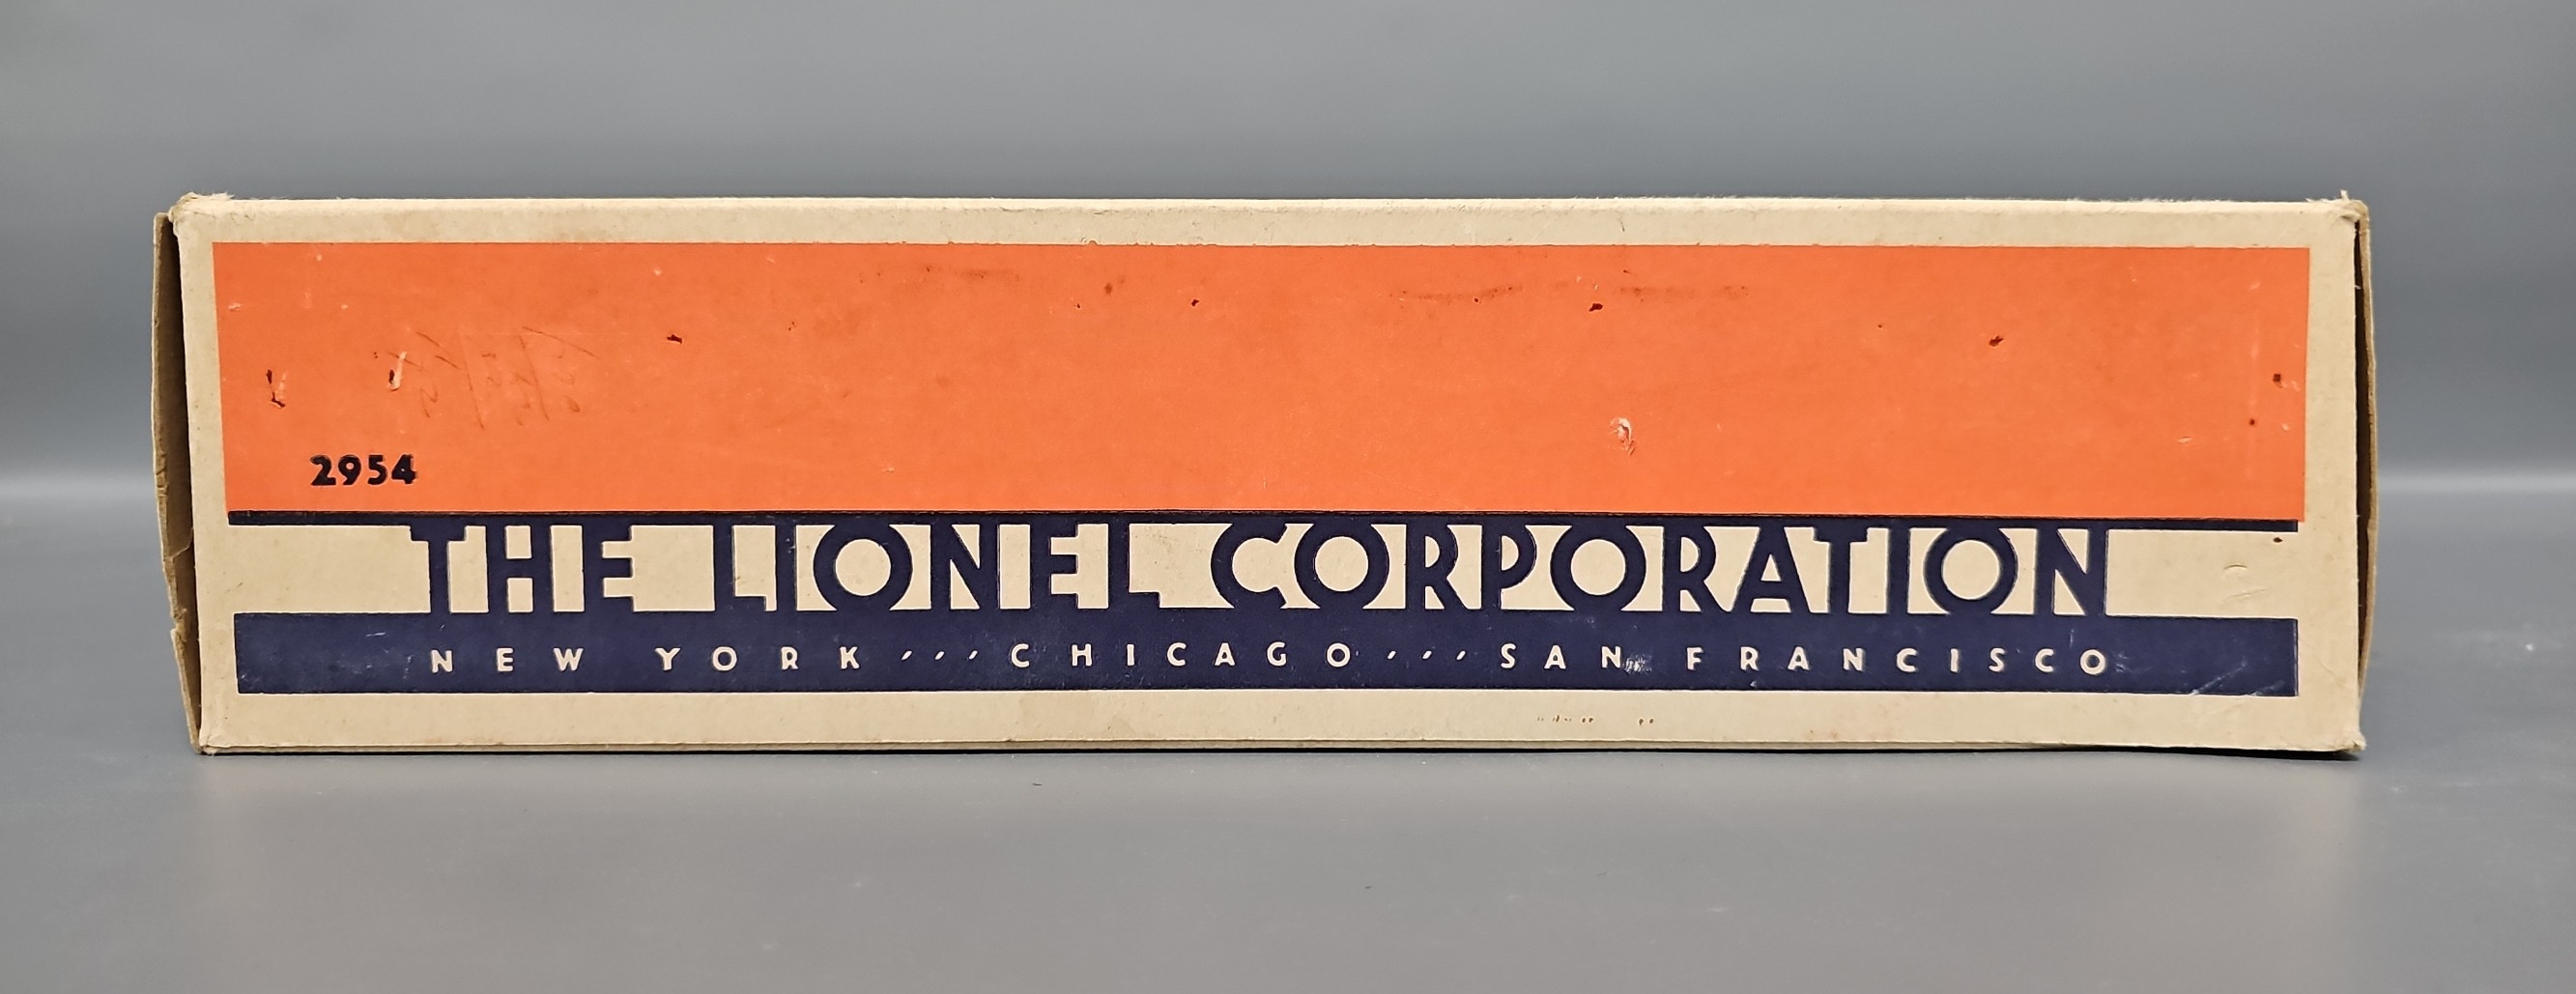 2954
THE LIONEL CORPORATION
NEW YORK ′ ′ ′ CHICAGO ′ ′ ′ SAN FRANCISCO